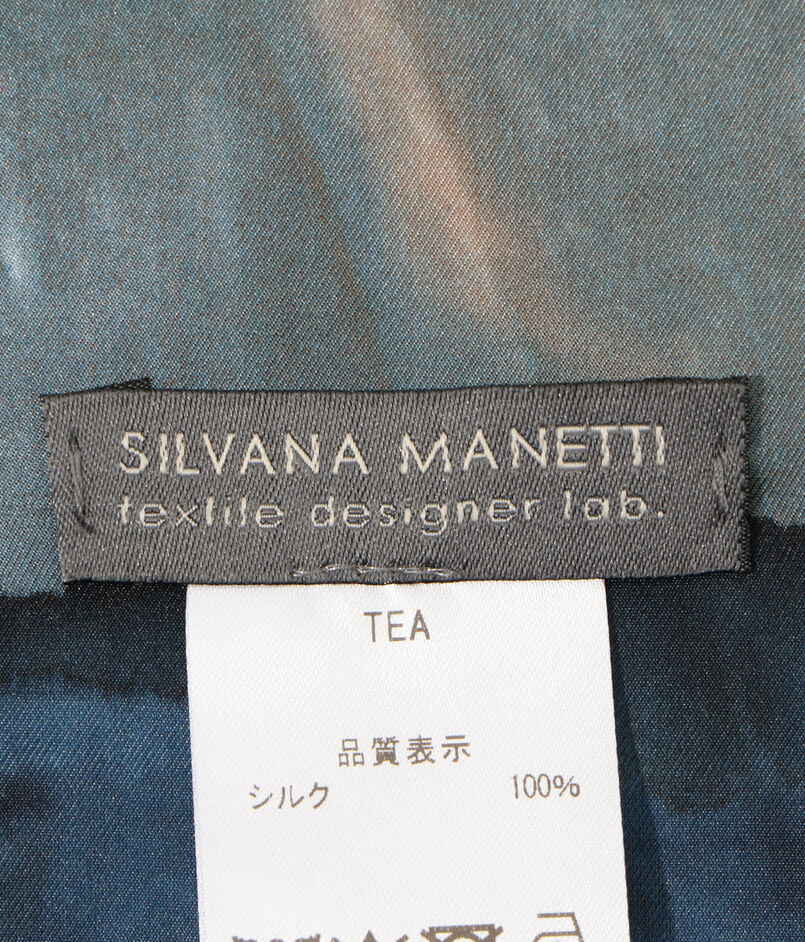 SILVANA MANETTI
textile designer lab.
TEA
品質表示
シルク 100%